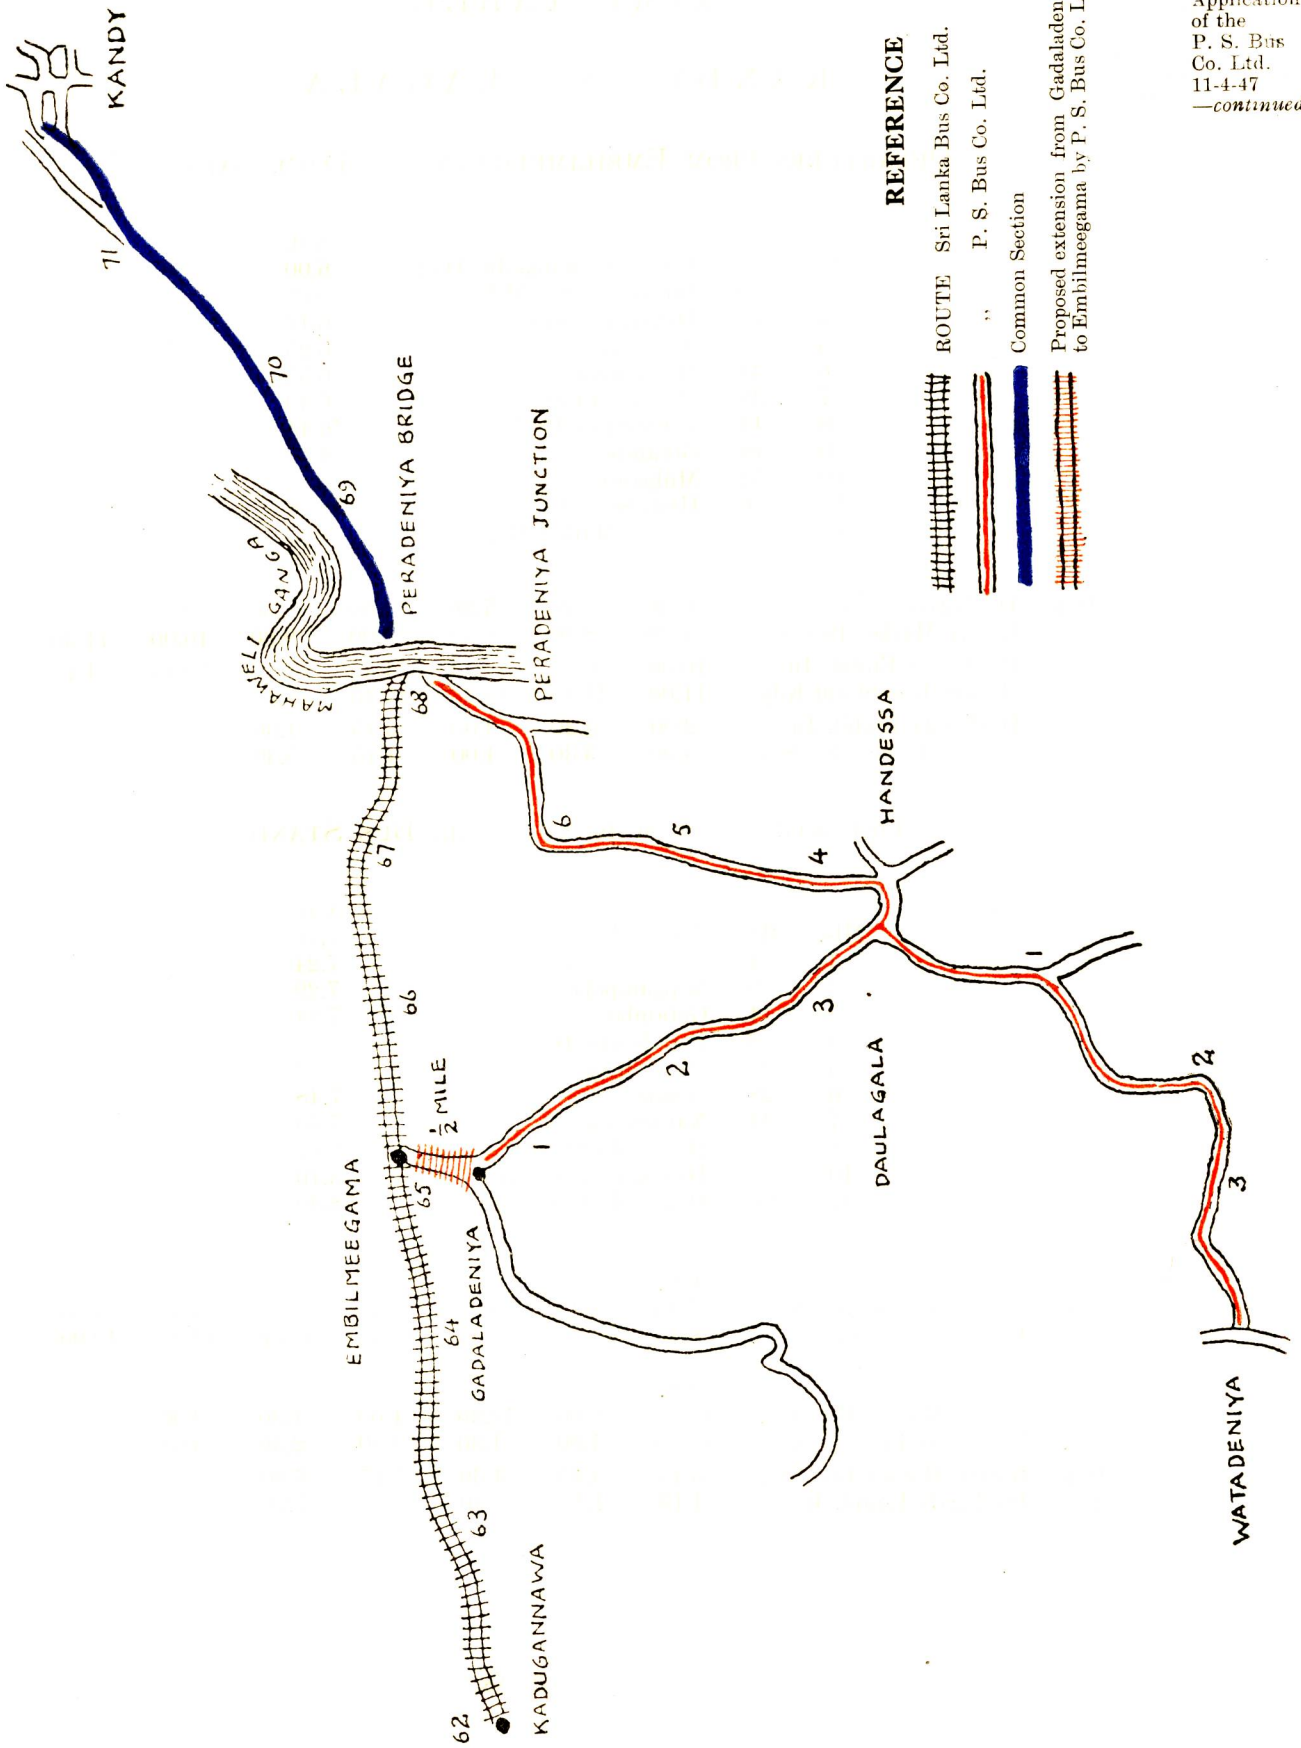 Application
of the
P. S. Bus
Co. Ltd.
11-4-47
—continued
KANDY
71
70
69
PERADENIYA BRIDGE
MAHAWELI GANGA
68
PERADENIYA JUNCTION
67
66
6
5
4
HANDESSA
EMBILMEEGAMA
65
½ MILE
1
2
3
DAULAGALA
1
2
3
WATADENIYA
GADALADENIYA
64
63
62
KADUGANNAWA
REFERENCE
ROUTE Sri Lanka Bus Co. Ltd.
„ P. S. Bus Co. Ltd.
Common Section
Proposed extension from Gadaladen
to Embilmeegama by P. S. Bus Co. L